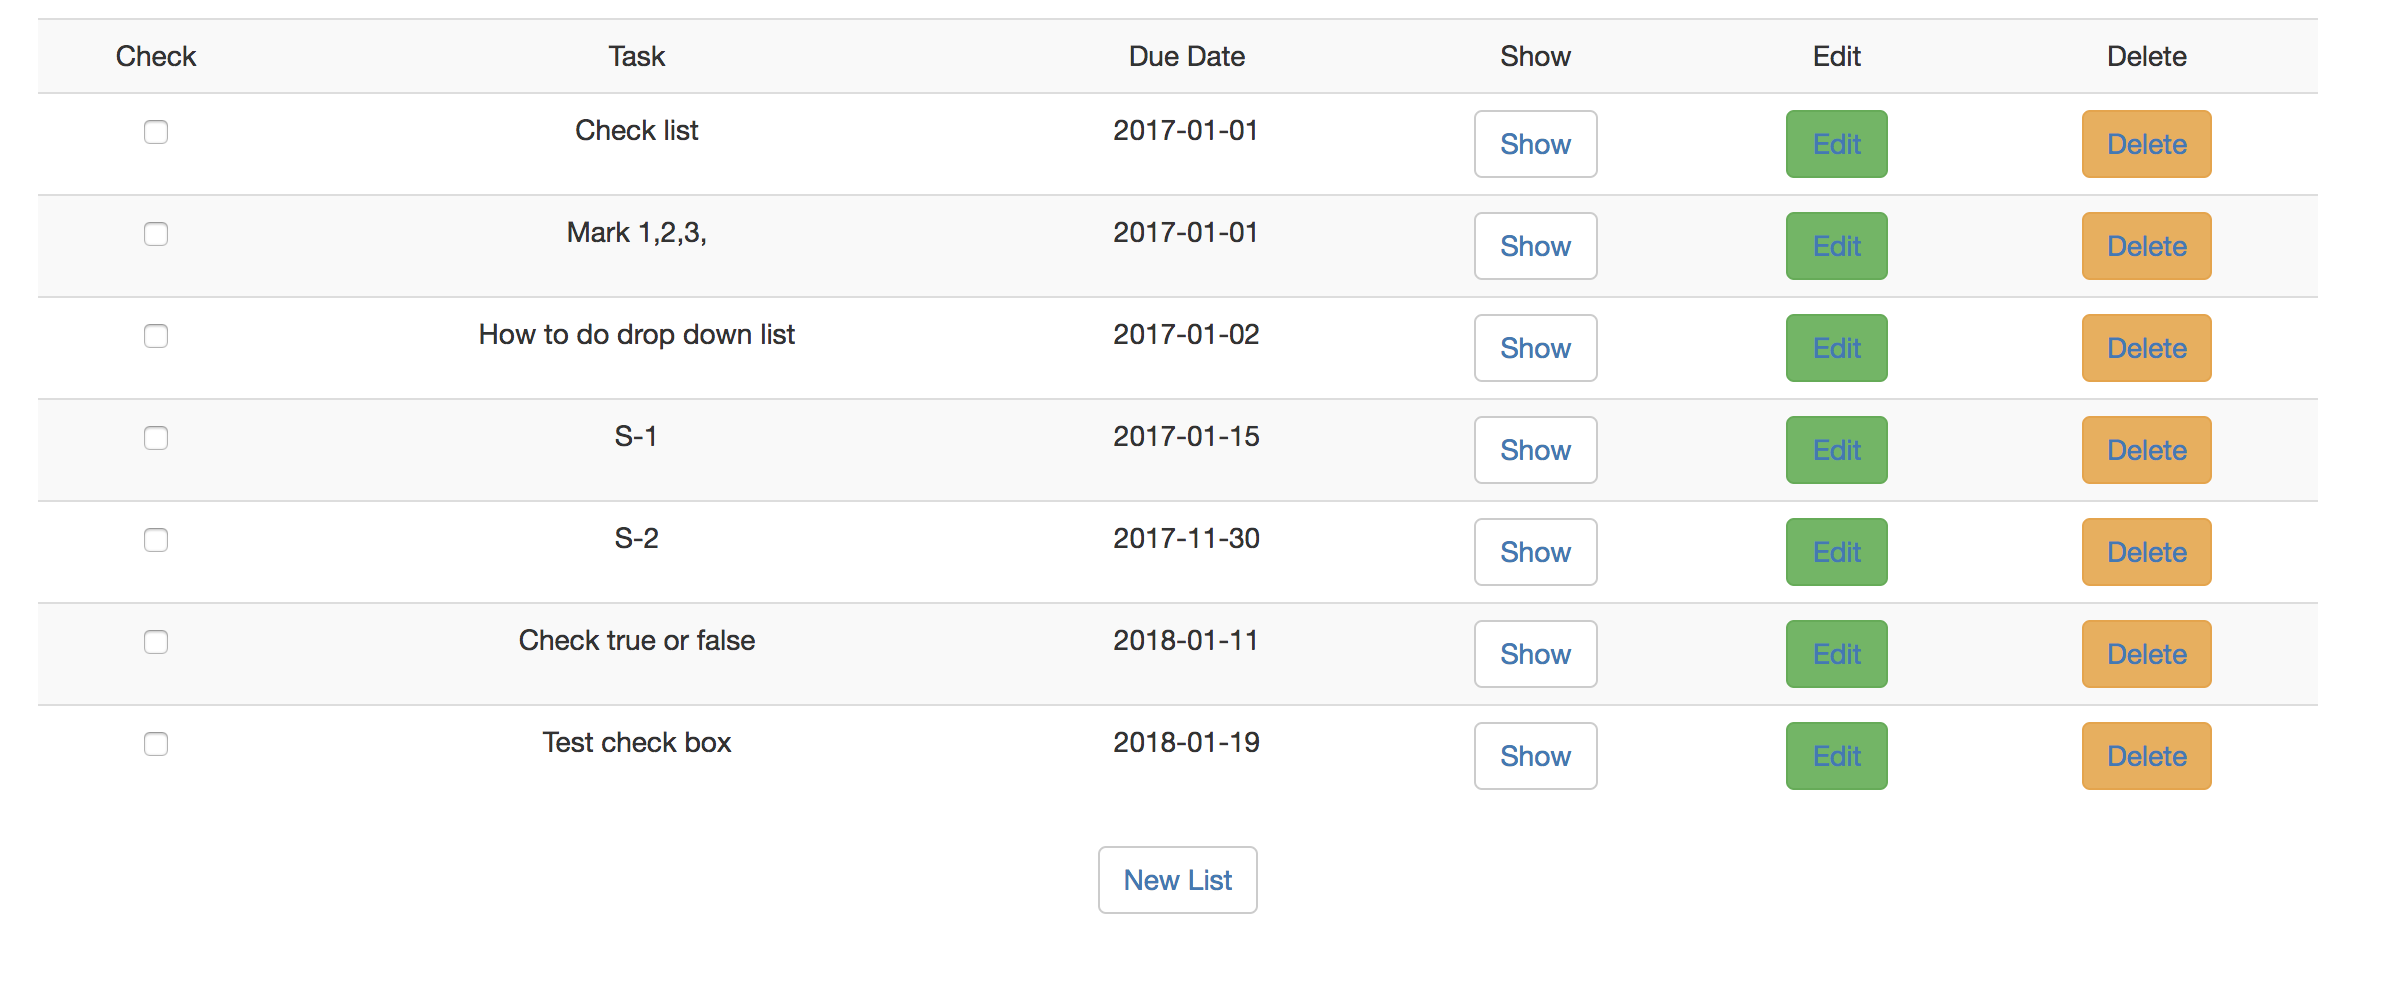 Check Task Due Date Show Edit Delete
Check list 2017-01-01 Show Edit Delete
Mark 1,2,3, 2017-01-01 Show Edit Delete
How to do drop down list 2017-01-02 Show Edit Delete
S-1 2017-01-15 Show Edit Delete
S-2 2017-11-30 Show Edit Delete
Check true or false 2018-01-11 Show Edit Delete
Test check box 2018-01-19 Show Edit Delete
New List